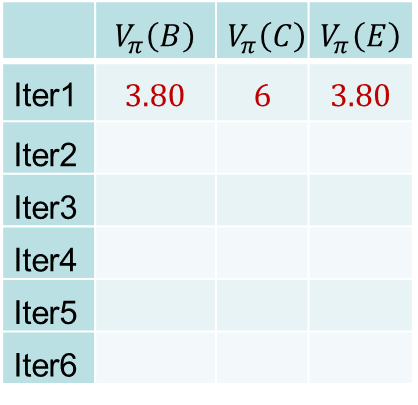 Vπ(B) Vπ(C) Vπ(E)
Iter1 3.80 6 3.80
Iter2
Iter3
Iter4
Iter5
Iter6